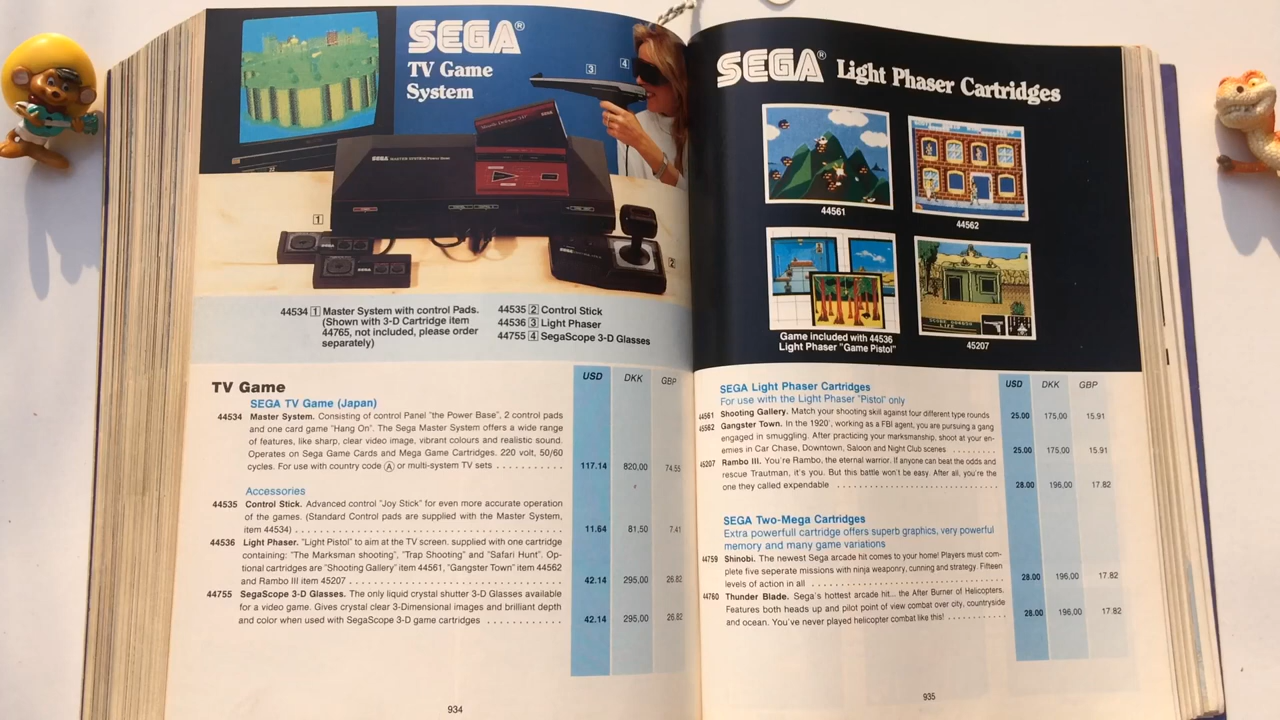 SEGA®
TV Game
System
3
4
Missile Defense 3-D
SEGA
SEGA MASTER SYSTEM Power Base
1
2
SEGA
SEGA
SEGA CONTROL STICK
44534 1 Master System with control Pads.
(Shown with 3-D Cartridge item
44765, not included, please order
separately)
44535 2 Control Stick
44536 3 Light Phaser
44755 4 SegaScope 3-D Glasses
TV Game
USD DKK GBP
SEGA TV Game (Japan)
44534 Master System. Consisting of control Panel "the Power Base", 2 control pads
and one card game "Hang On". The Sega Master System offers a wide range
of features, like sharp, clear video image, vibrant colours and realistic sound.
Operates on Sega Game Cards and Mega Game Cartridges. 220 volt, 50/60
cycles. For use with country code A or multi-system TV sets . . . . . . . . . . . 117.14 820,00 74.55
Accessories
44535 Control Stick. Advanced control "Joy Stick" for even more accurate operation
of the games. (Standard Control pads are supplied with the Master System,
item 44534) . . . . . . . . . . . . . . . . . . . . . . . . . . . . . . . . . . . . . . . . . . . . . . 11.64 81,50 7.41
44536 Light Phaser. "Light Pistol" to aim at the TV screen. supplied with one cartridge
containing: "The Marksman shooting", "Trap Shooting" and "Safari Hunt". Op-
tional cartridges are "Shooting Gallery" item 44561, "Gangster Town" item 44562
and Rambo III item 45207 . . . . . . . . . . . . . . . . . . . . . . . . . . . . . . . . . . . . 42.14 295,00 26.82
44755 SegaScope 3-D Glasses. The only liquid crystal shutter 3-D Glasses available
for a video game. Gives crystal clear 3-Dimensional images and brilliant depth
and color when used with SegaScope 3-D game cartridges . . . . . . . . . . . . 42.14 295,00 26.82
934
SEGA® Light Phaser Cartridges
44561
44562
Game included with 44536
Light Phaser "Game Pistol"
45207
SEGA Light Phaser Cartridges
USD DKK GBP
For use with the Light Phaser "Pistol" only
44561 Shooting Gallery. Match your shooting skill against four different type rounds 25.00 175,00 15.91
45562 Gangster Town. In the 1920', working as a FBI agent, you are pursuing a gang
engaged in smuggling. After practicing your marksmanship, shoot at your en-
emies in Car Chase, Downtown, Saloon and Night Club scenes . . . . . . . . . . 25.00 175,00 15.91
45207 Rambo III. You're Rambo, the eternal warrior. If anyone can beat the odds and
rescue Trautman, it's you. But this battle won't be easy. After all, you're the
one they called expendable . . . . . . . . . . . . . . . . . . . . . . . . . . . . . . 28.00 196,00 17.82
SEGA Two-Mega Cartridges
Extra powerfull cartridge offers superb graphics, very powerful
memory and many game variations
44759 Shinobi. The newest Sega arcade hit comes to your home! Players must com-
plete five seperate missions with ninja weaponry, cunning and strategy. Fifteen
levels of action in all . . . . . . . . . . . . . . . . . . . . . . . . . . . . . . . . . . . 28.00 196,00 17.82
44760 Thunder Blade. Sega's hottest arcade hit... the After Burner of Helicopters.
Features both heads up and pilot point of view combat over city, countryside
and ocean. You've never played helicopter combat like this! . . . . . . . . . . 28.00 196,00 17.82
935